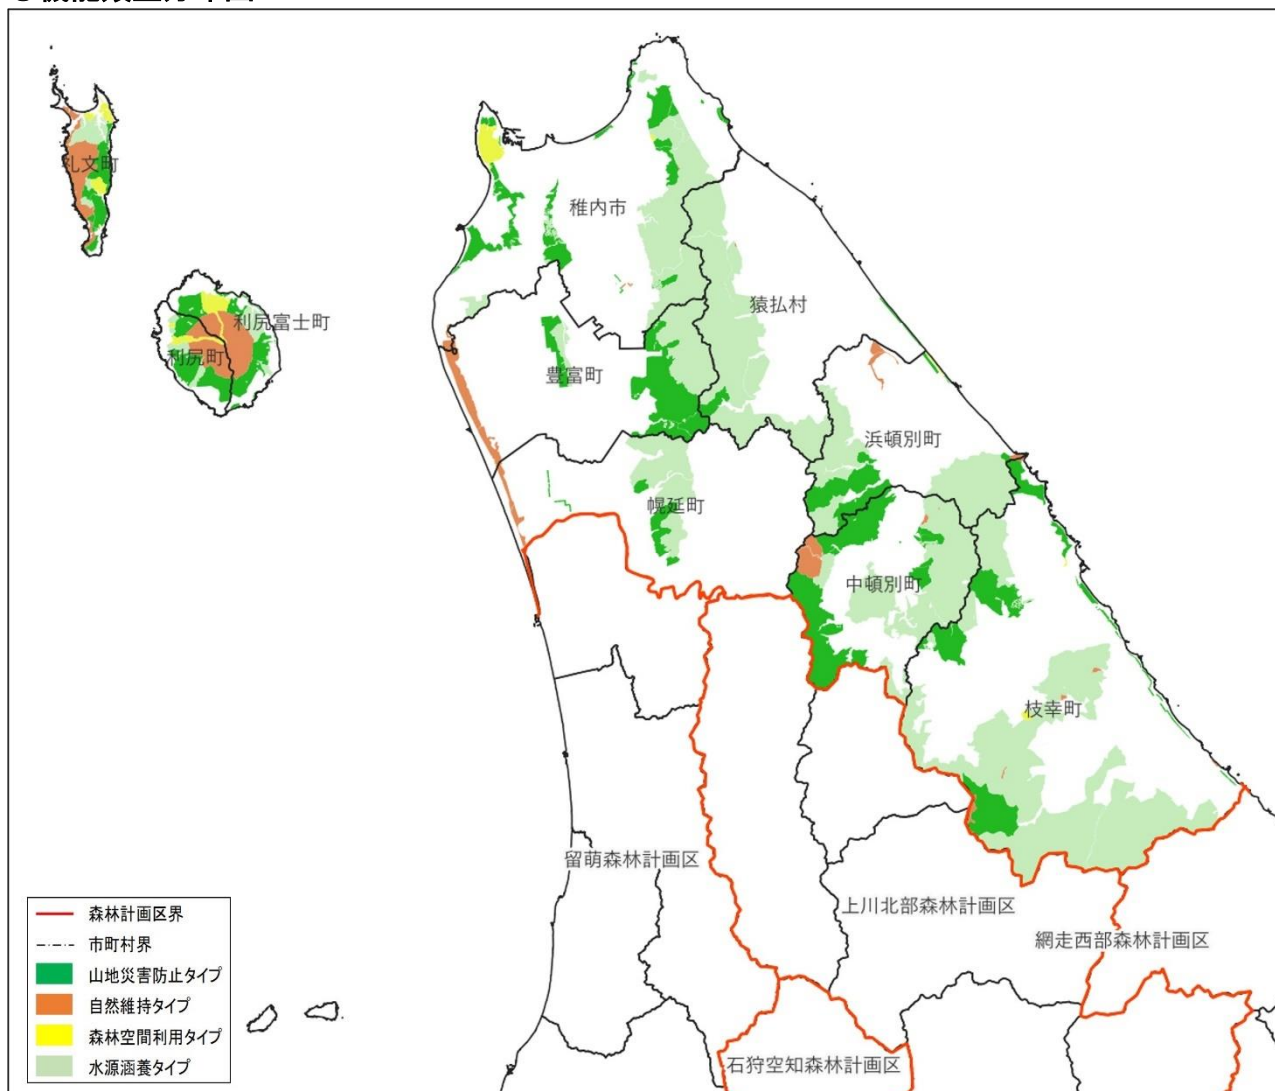 礼文町
稚内市
猿払村
利尻富士町
利尻町
豊富町
浜頓別町
幌延町
中頓別町
枝幸町
留萌森林計画区
上川北部森林計画区
網走西部森林計画区
石狩空知森林計画区
森林計画区界
市町村界
山地災害防止タイプ
自然維持タイプ
森林空間利用タイプ
水源涵養タイプ